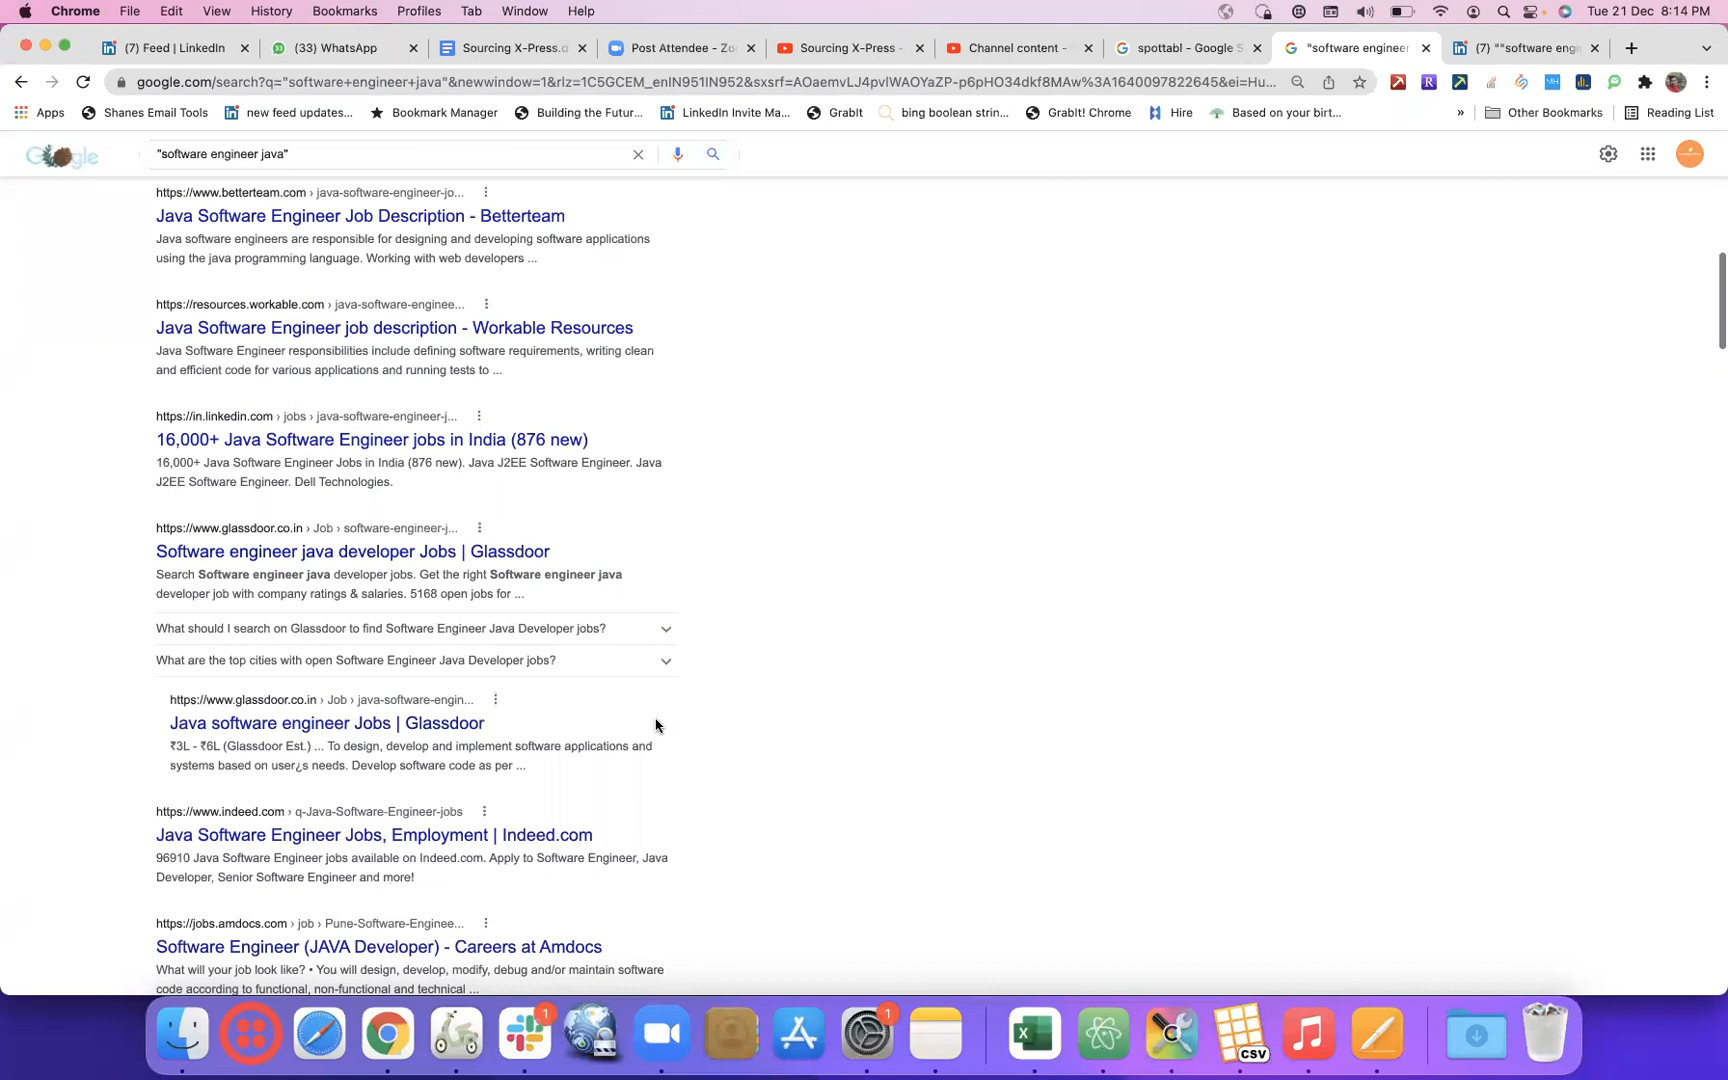 Chrome File Edit View History Bookmarks Profiles Tab Window Help Tue 21 Dec 8:14 PM
(7) Feed | LinkedIn
(33) WhatsApp
Sourcing X-Press.d
Post Attendee - Zo
Sourcing X-Press -
Channel content -
spottabl - Google S
"software engineer
(7) ""software eng
google.com/search?q="software+engineer+java"&newwindow=1&rlz=1C5GCEM_enIN951IN952&sxsrf=AOaemvLJ4pvlWAOYaZP-p6pHO34dkf8MAw%3A1640097822645&ei=Hu...
Apps Shanes Email Tools new feed updates... Bookmark Manager Building the Futur... LinkedIn Invite Ma... GrabIt bing boolean strin... GrabIt! Chrome Hire Based on your birt... » Other Bookmarks Reading List
Google
"software engineer java"
https://www.betterteam.com › java-software-engineer-jo...
Java Software Engineer Job Description - Betterteam
Java software engineers are responsible for designing and developing software applications
using the java programming language. Working with web developers ...
https://resources.workable.com › java-software-enginee...
Java Software Engineer job description - Workable Resources
Java Software Engineer responsibilities include defining software requirements, writing clean
and efficient code for various applications and running tests to ...
https://in.linkedin.com › jobs › java-software-engineer-j...
16,000+ Java Software Engineer jobs in India (876 new)
16,000+ Java Software Engineer Jobs in India (876 new). Java J2EE Software Engineer. Java
J2EE Software Engineer. Dell Technologies.
https://www.glassdoor.co.in › Job › software-engineer-j...
Software engineer java developer Jobs | Glassdoor
Search Software engineer java developer jobs. Get the right Software engineer java
developer job with company ratings & salaries. 5168 open jobs for ...
What should I search on Glassdoor to find Software Engineer Java Developer jobs?
What are the top cities with open Software Engineer Java Developer jobs?
https://www.glassdoor.co.in › Job › java-software-engin...
Java software engineer Jobs | Glassdoor
₹3L - ₹6L (Glassdoor Est.) ... To design, develop and implement software applications and
systems based on user¿s needs. Develop software code as per ...
https://www.indeed.com › q-Java-Software-Engineer-jobs
Java Software Engineer Jobs, Employment | Indeed.com
96910 Java Software Engineer jobs available on Indeed.com. Apply to Software Engineer, Java
Developer, Senior Software Engineer and more!
https://jobs.amdocs.com › job › Pune-Software-Enginee...
Software Engineer (JAVA Developer) - Careers at Amdocs
What will your job look like? • You will design, develop, modify, debug and/or maintain software
code according to functional, non-functional and technical ...
1
1
CSV